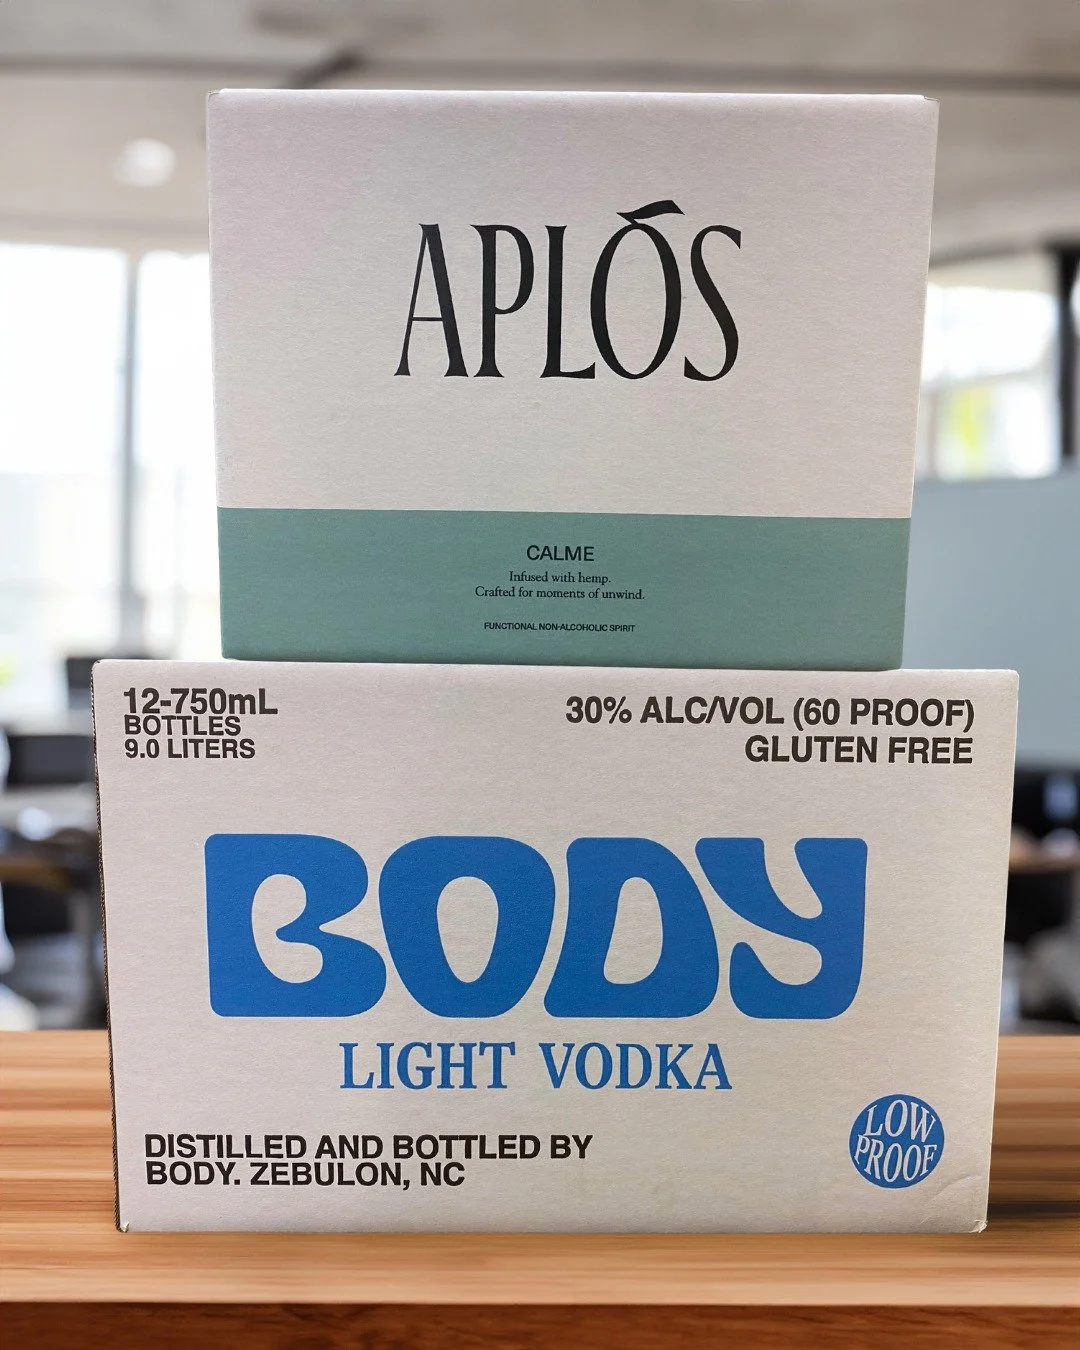 APLÓS
CALME
Infused with hemp.
Crafted for moments of unwind.
FUNCTIONAL NON-ALCOHOLIC SPIRIT
12-750mL
BOTTLES
9.0 LITERS
30% ALC/VOL (60 PROOF)
GLUTEN FREE
BODY
LIGHT VODKA
DISTILLED AND BOTTLED BY
BODY. ZEBULON, NC
LOW
PROOF